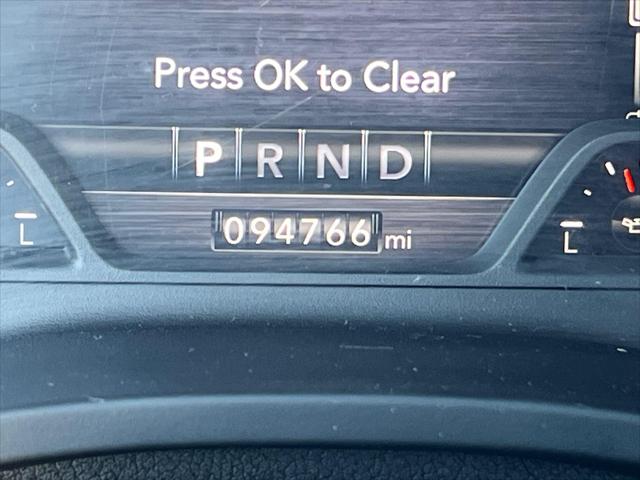 Press OK to Clear
P R N D
094766 mi
L L